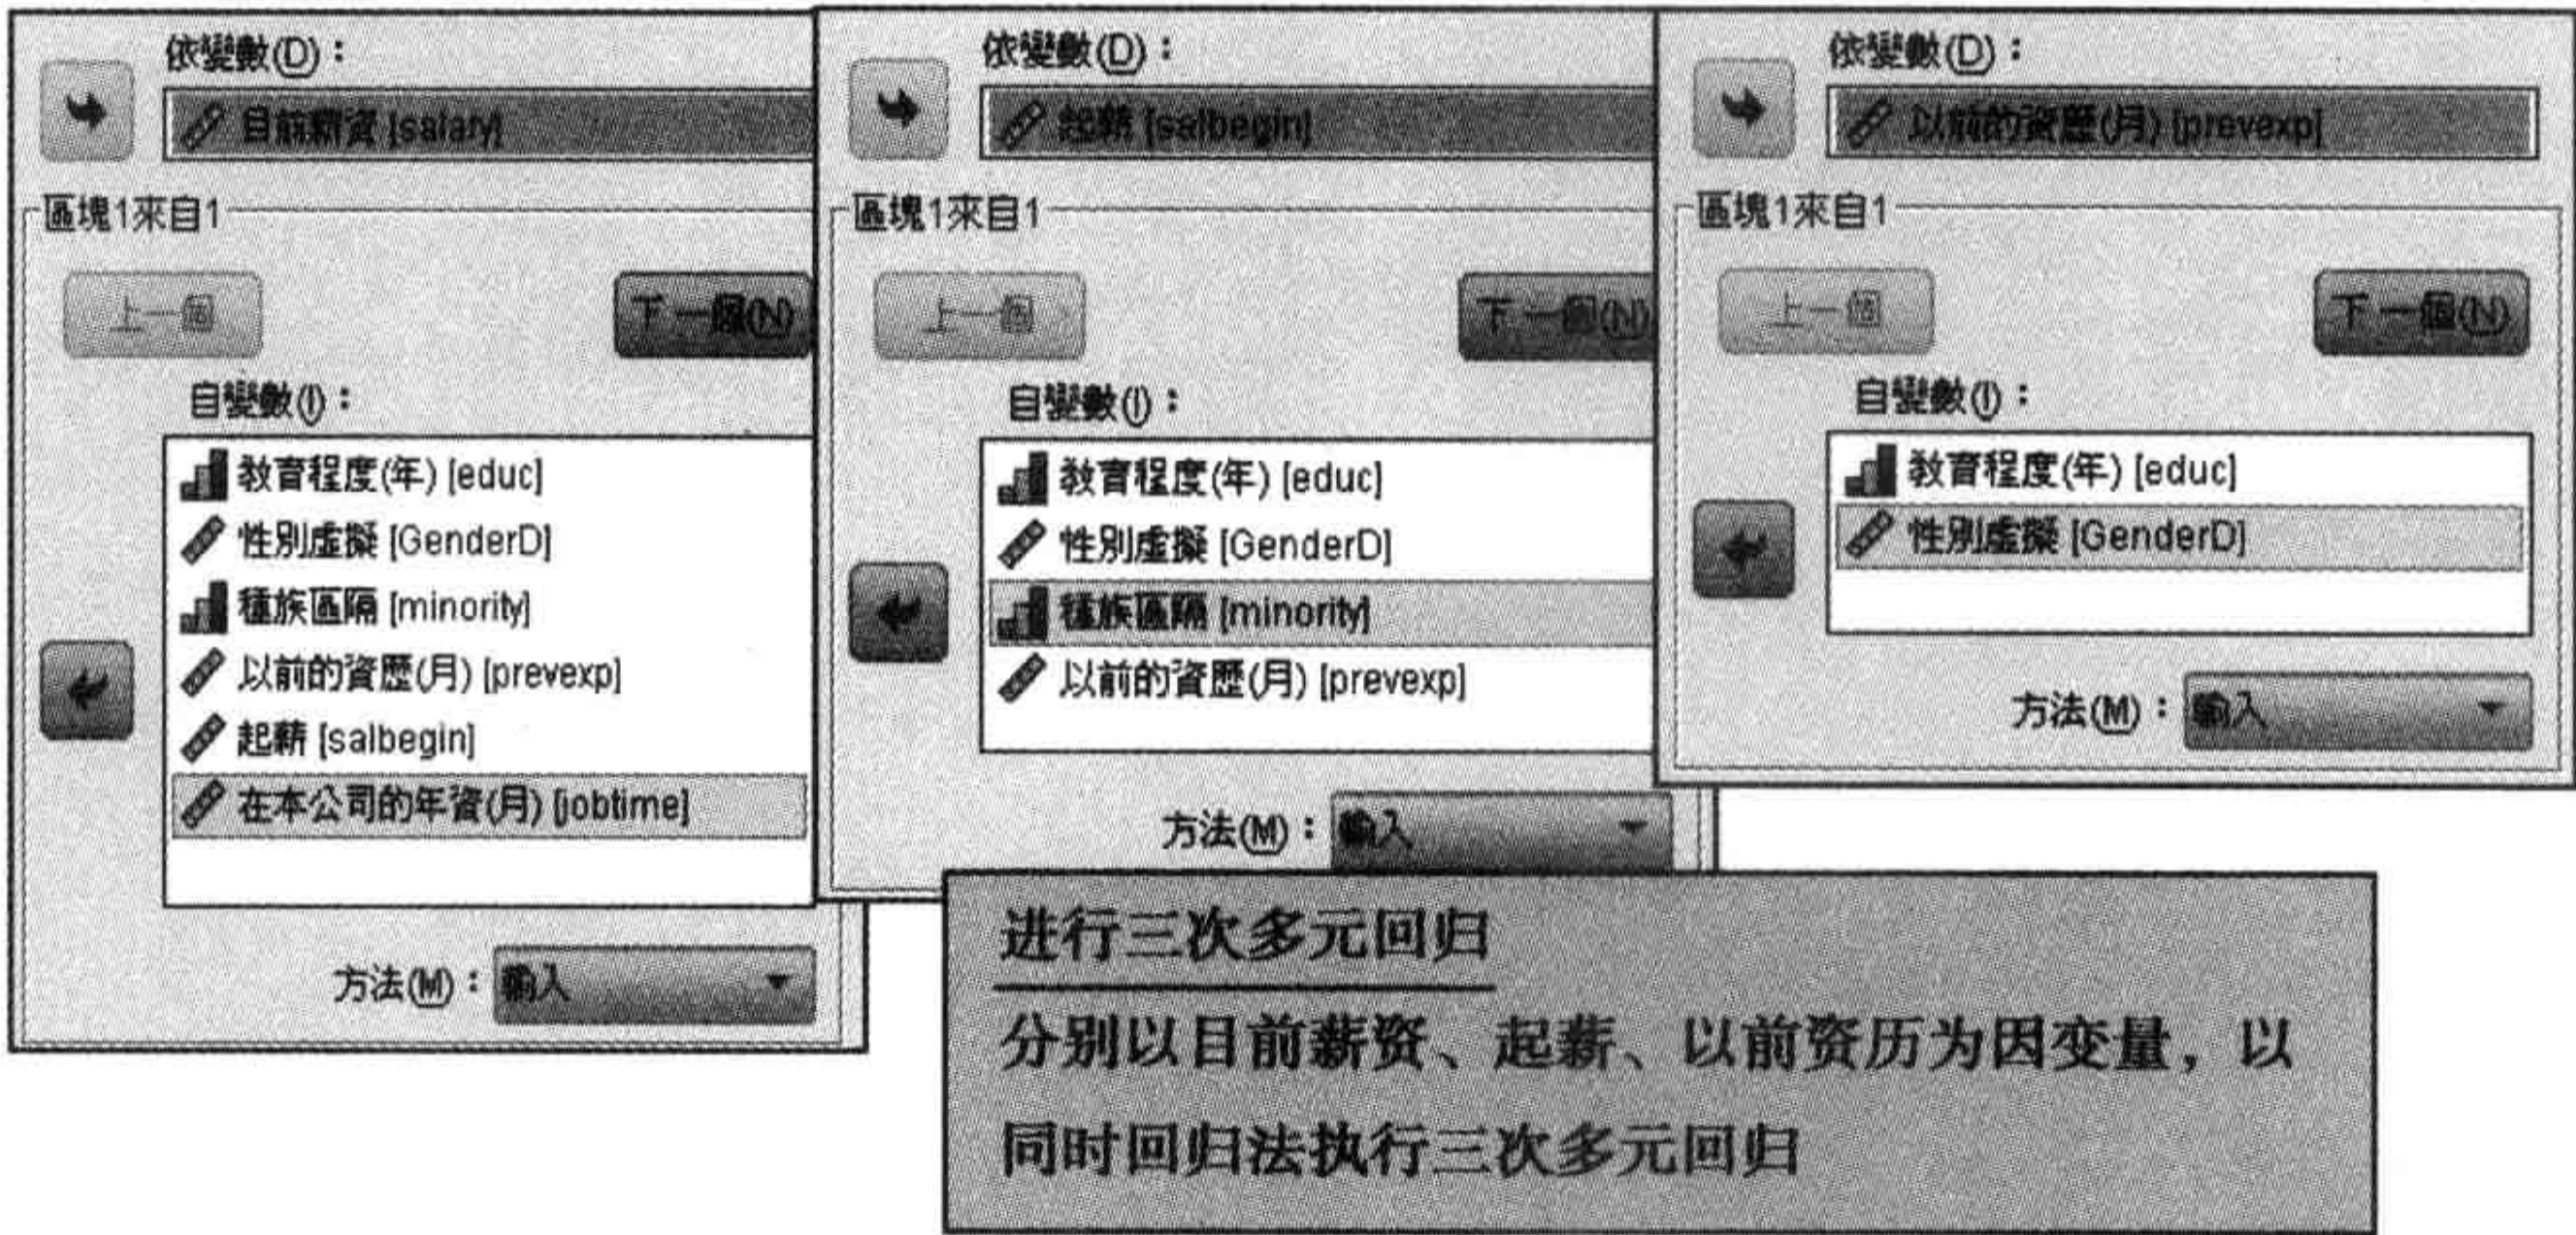 依變數(D)：
目前薪資 [salary]
區塊1來自1
上一個
下一個(N)
自變數(I)：
教育程度(年) [educ]
性別虛擬 [GenderD]
種族區隔 [minority]
以前的資歷(月) [prevexp]
起薪 [salbegin]
在本公司的年資(月) [jobtime]
方法(M)：輸入
依變數(D)：
起薪 [salbegin]
區塊1來自1
上一個
下一個(N)
自變數(I)：
教育程度(年) [educ]
性別虛擬 [GenderD]
種族區隔 [minority]
以前的資歷(月) [prevexp]
方法(M)：輸入
依變數(D)：
以前的資歷(月) [prevexp]
區塊1來自1
上一個
下一個(N)
自變數(I)：
教育程度(年) [educ]
性別虛擬 [GenderD]
方法(M)：輸入
进行三次多元回归
分别以目前薪资、起薪、以前资历为因变量，以
同时回归法执行三次多元回归